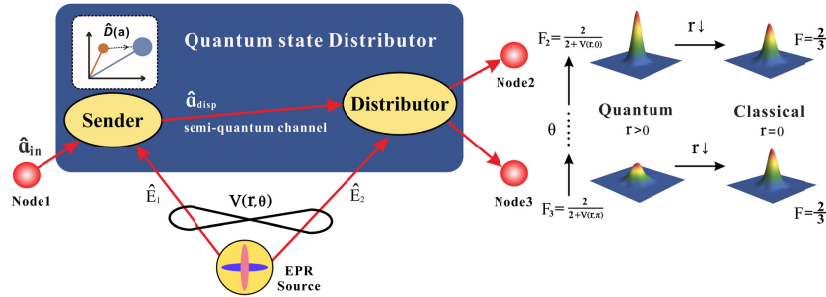 D̂(a)
Quantum state Distributor
Sender
â_disp
semi-quantum channel
Distributor
â_in
Node1
Node2
Node3
Ê₁
V(r,θ)
Ê₂
EPR
Source
F₂=2/(2+V(r,0))
r↓
F=2/3
θ
Quantum
r>0
Classical
r=0
r↓
F₃=2/(2+V(r,π))
F=2/3